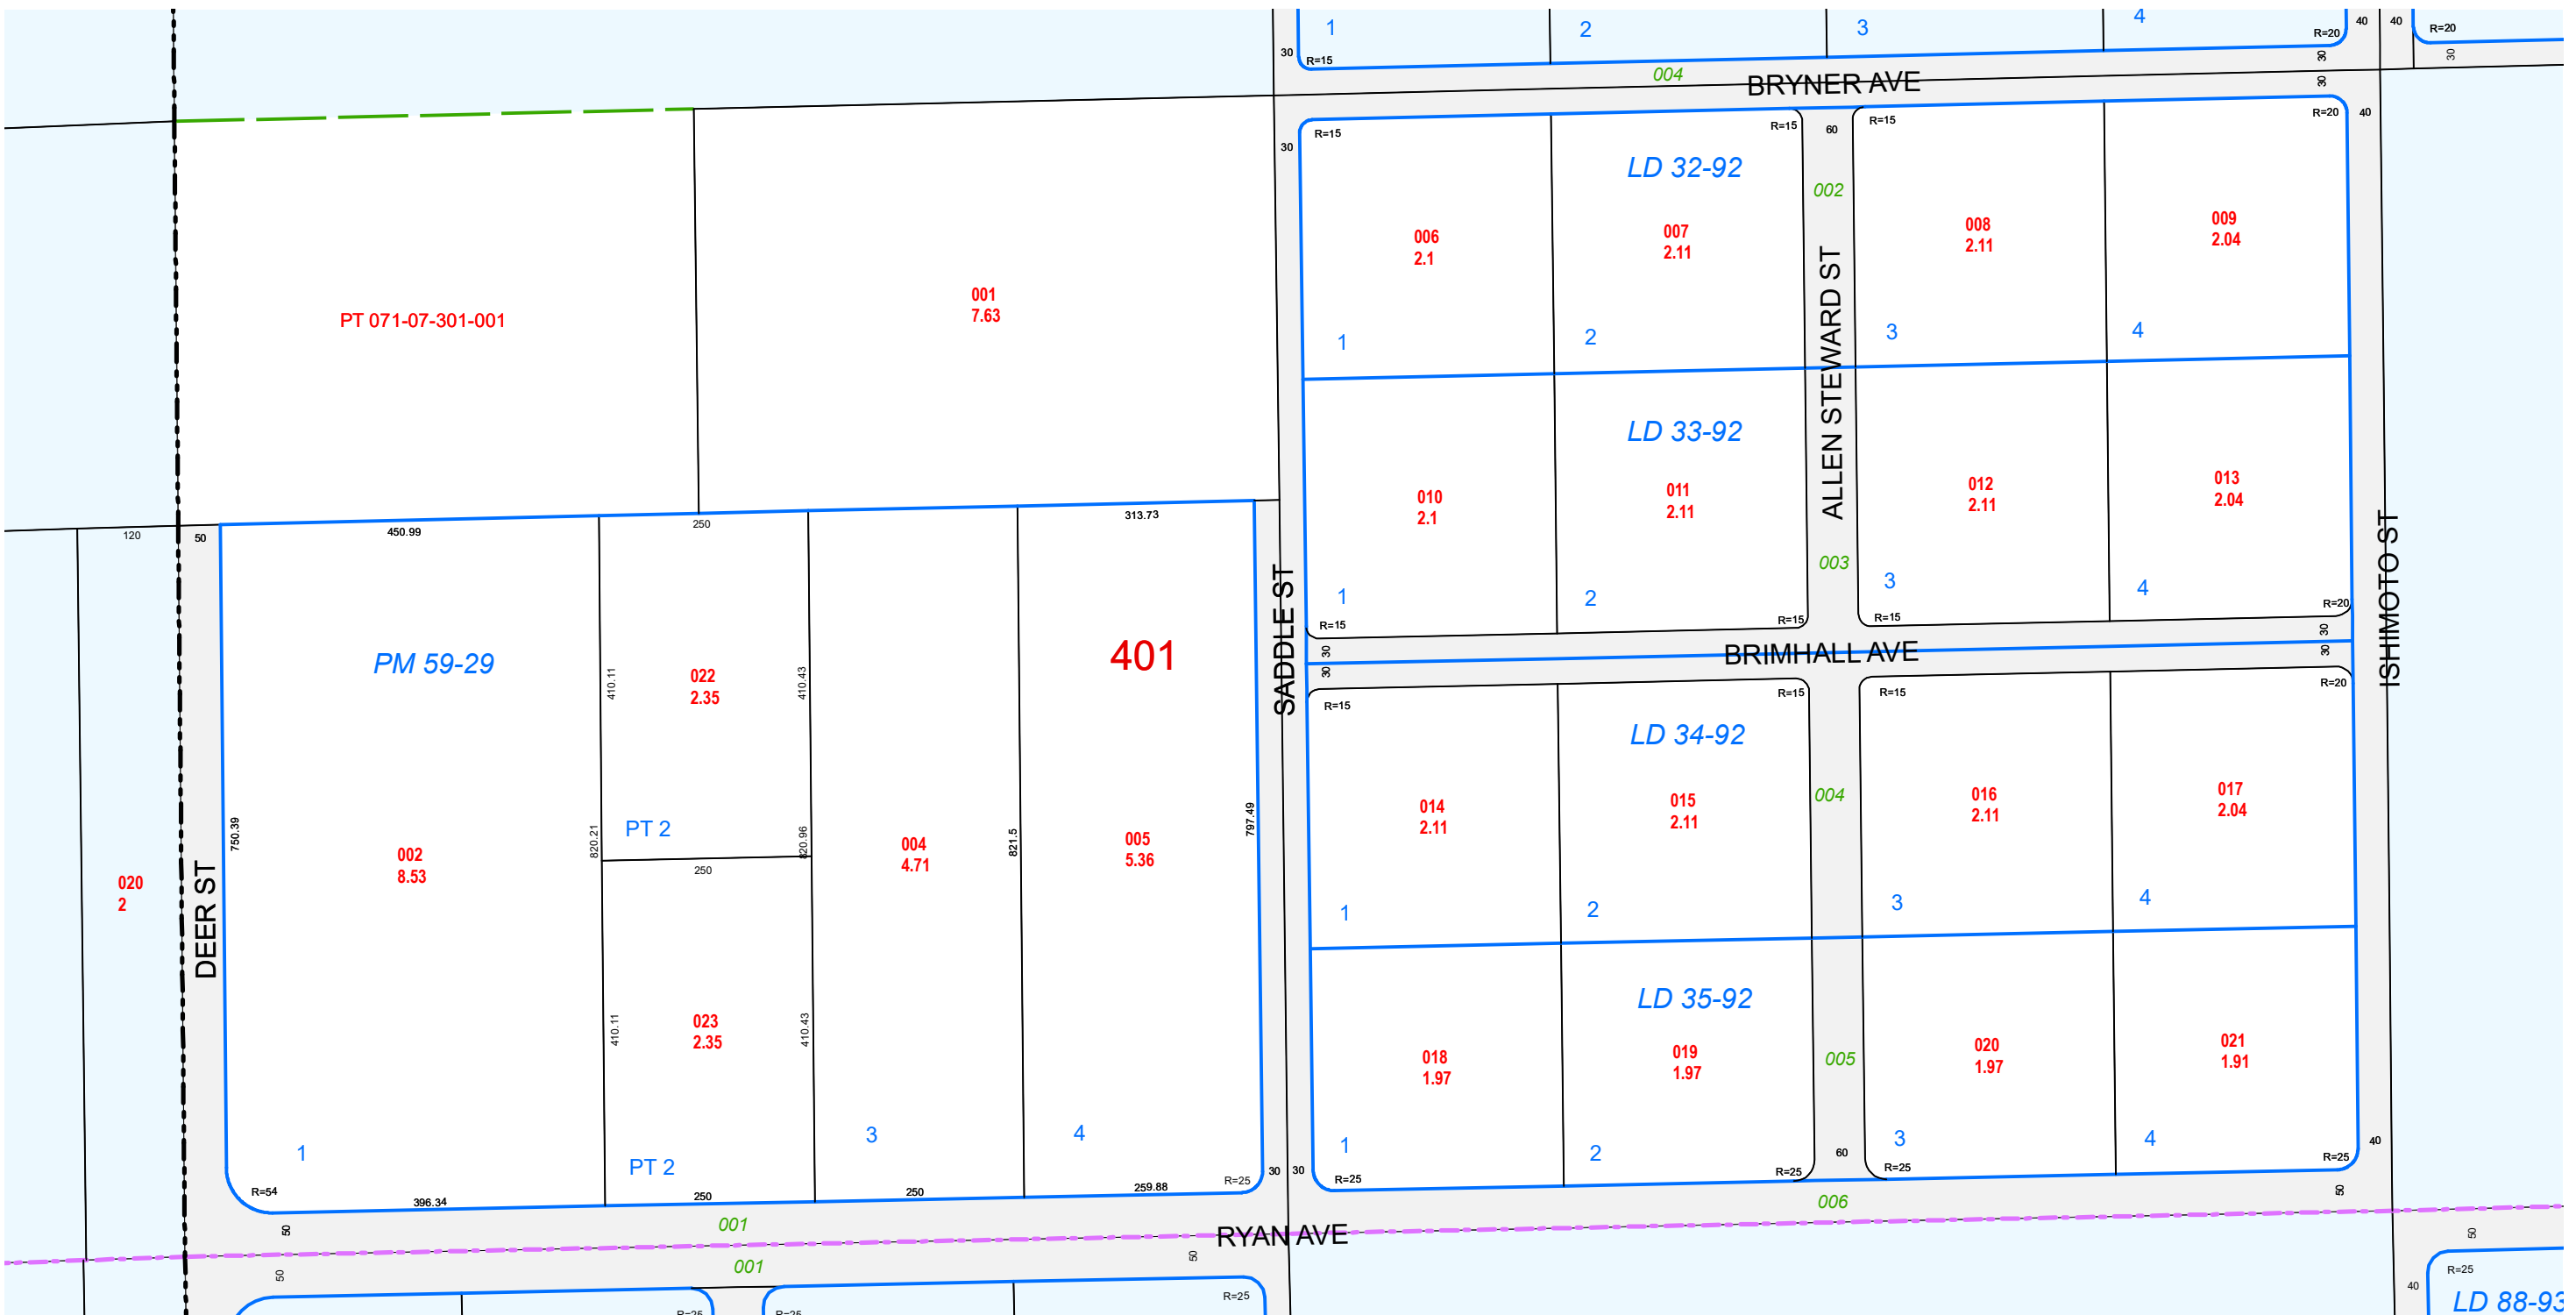 1
2
3
4
40
40
R=20
R=20
30
R=15
30
30
30
004
BRYNER AVE
R=15
R=15
60
R=15
R=20
40
30
LD 32-92
002
006
2.1
007
2.11
008
2.11
009
2.04
PT 071-07-301-001
001
7.63
ALLEN STEWARD ST
1
2
3
4
LD 33-92
010
2.1
011
2.11
012
2.11
013
2.04
003
1
2
3
4
R=15
R=15
R=15
R=20
120
50
450.99
250
313.73
SADDLE ST
ISHIMOTO ST
30
30
BRIMHALL AVE
30
30
PM 59-29
410.11
022
2.35
410.43
401
R=15
R=15
R=15
R=20
LD 34-92
004
014
2.11
015
2.11
016
2.11
017
2.04
PT 2
750.39
820.21
820.96
821.5
797.49
002
8.53
004
4.71
005
5.36
250
020
2
DEER ST
1
2
3
4
LD 35-92
410.11
023
2.35
410.43
018
1.97
019
1.97
005
020
1.97
021
1.91
1
PT 2
3
4
1
2
60
3
4
40
R=54
396.34
250
250
259.88
R=25
30
30
R=25
R=25
R=25
R=25
50
001
RYAN AVE
006
50
50
001
50
50
R=25
R=25
R=25
40
R=25
LD 88-93